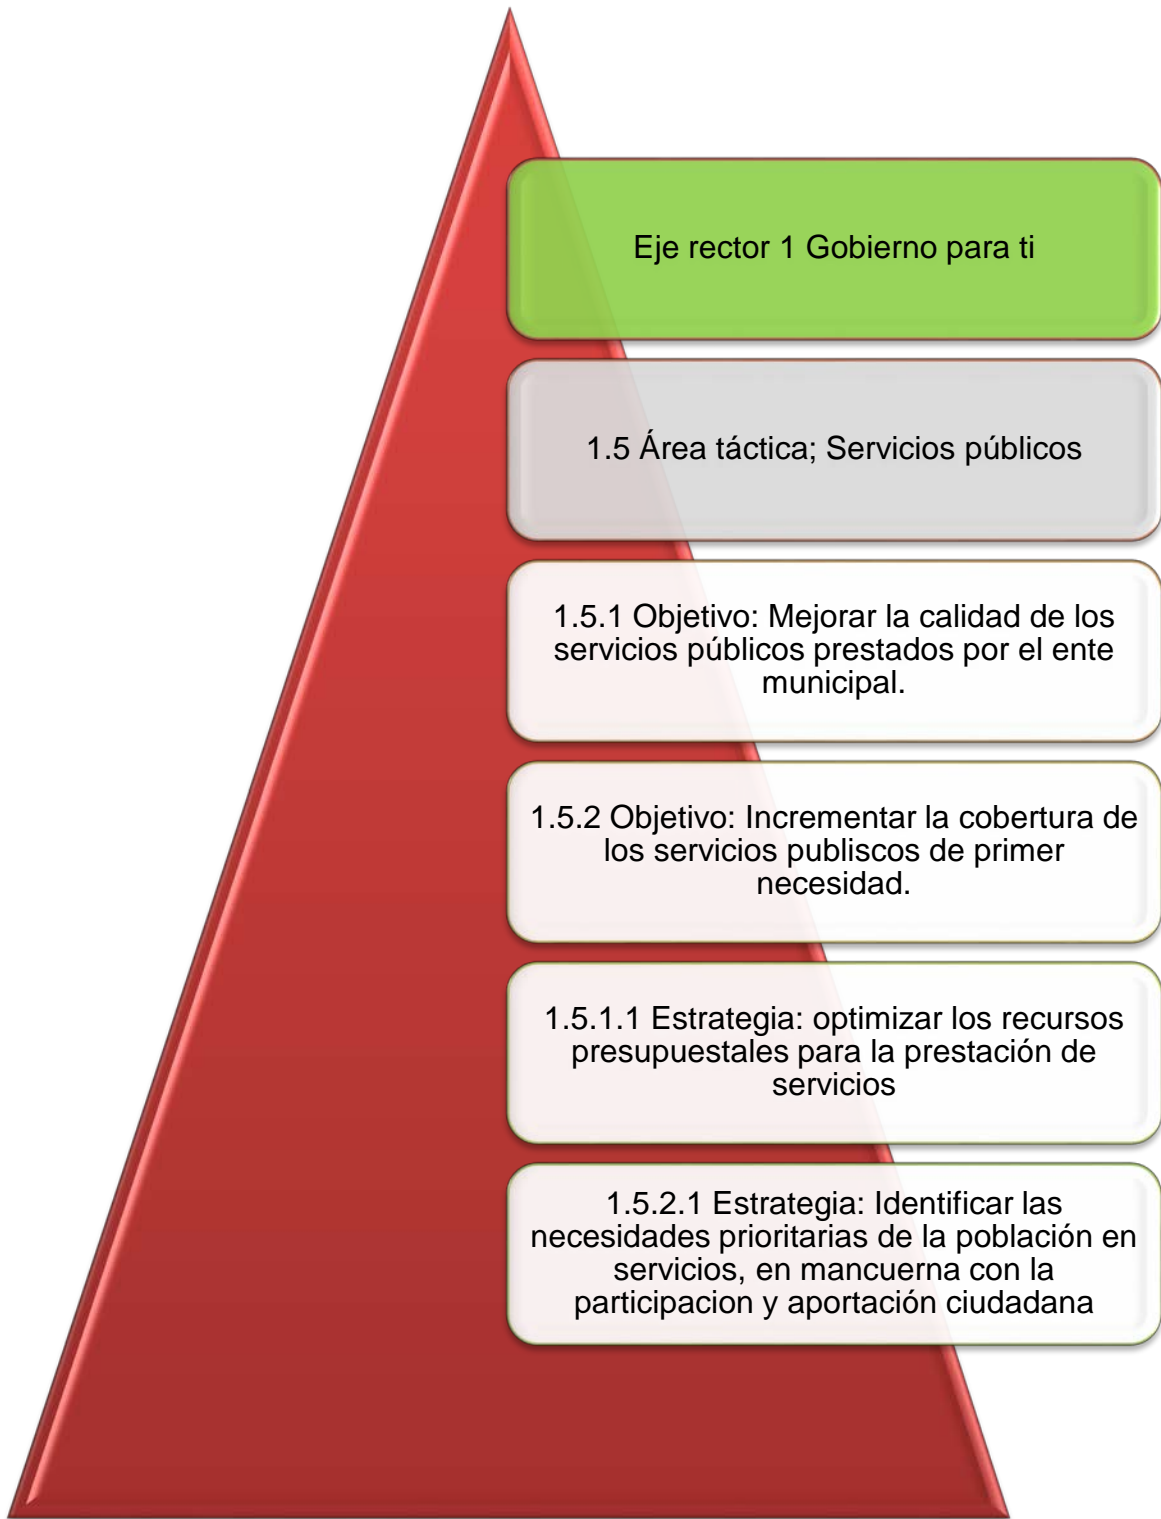 Eje rector 1 Gobierno para ti
1.5 Área táctica; Servicios públicos
1.5.1 Objetivo: Mejorar la calidad de los
servicios públicos prestados por el ente
municipal.
1.5.2 Objetivo: Incrementar la cobertura de
los servicios publiscos de primer
necesidad.
1.5.1.1 Estrategia: optimizar los recursos
presupuestales para la prestación de
servicios
1.5.2.1 Estrategia: Identificar las
necesidades prioritarias de la población en
servicios, en mancuerna con la
participacion y aportación ciudadana